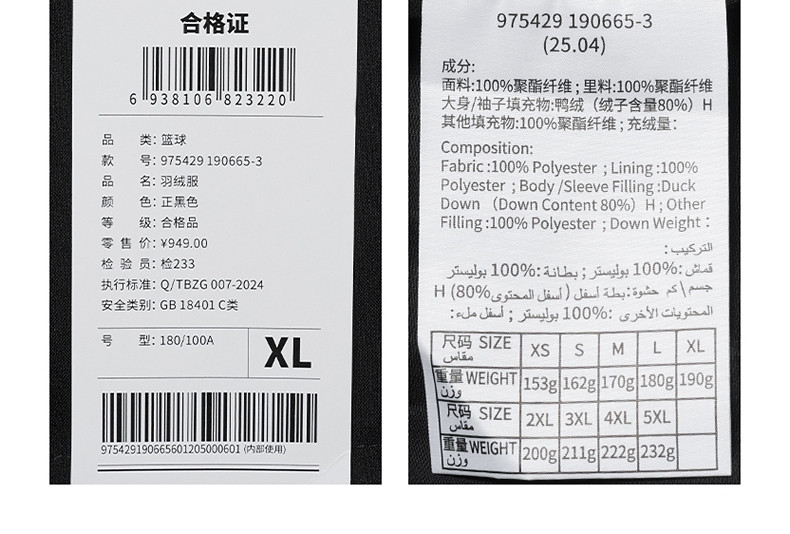 合格证
6 938106 823220
品 类: 篮球
款 号: 975429 190665-3
品 名: 羽绒服
颜 色: 正黑色
等 级: 合格品
零 售 价: ¥949.00
检 验 员: 检233
执行标准: Q/TBZG 007-2024
安全类别: GB 18401 C类
号 型: 180/100A
XL
975429190665601205000601 (内部使用)
975429 190665-3
(25.04)
成分:
面料:100%聚酯纤维 ; 里料:100%聚酯纤维
大身/袖子填充物:鸭绒（绒子含量80%）H
其他填充物:100%聚酯纤维 ; 充绒量:
Composition:
Fabric :100% Polyester ; Lining :100%
Polyester ; Body /Sleeve Filling :Duck
Down （Down Content 80%）H ; Other
Filling :100% Polyester ; Down Weight :
التركيب:
قماش :100% بوليستر ; بطانة :100% بوليستر
جسم\كم حشوة: بطة أسفل ( أسفل المحتوى80%) H
المحتويات الأخرى :100% بوليستر ; أسفل ملء:
尺码 SIZE مقاس XS S M L XL
重量 WEIGHT وزن 153g 162g 170g 180g 190g
尺码 SIZE مقاس 2XL 3XL 4XL 5XL
重量 WEIGHT وزن 200g 211g 222g 232g